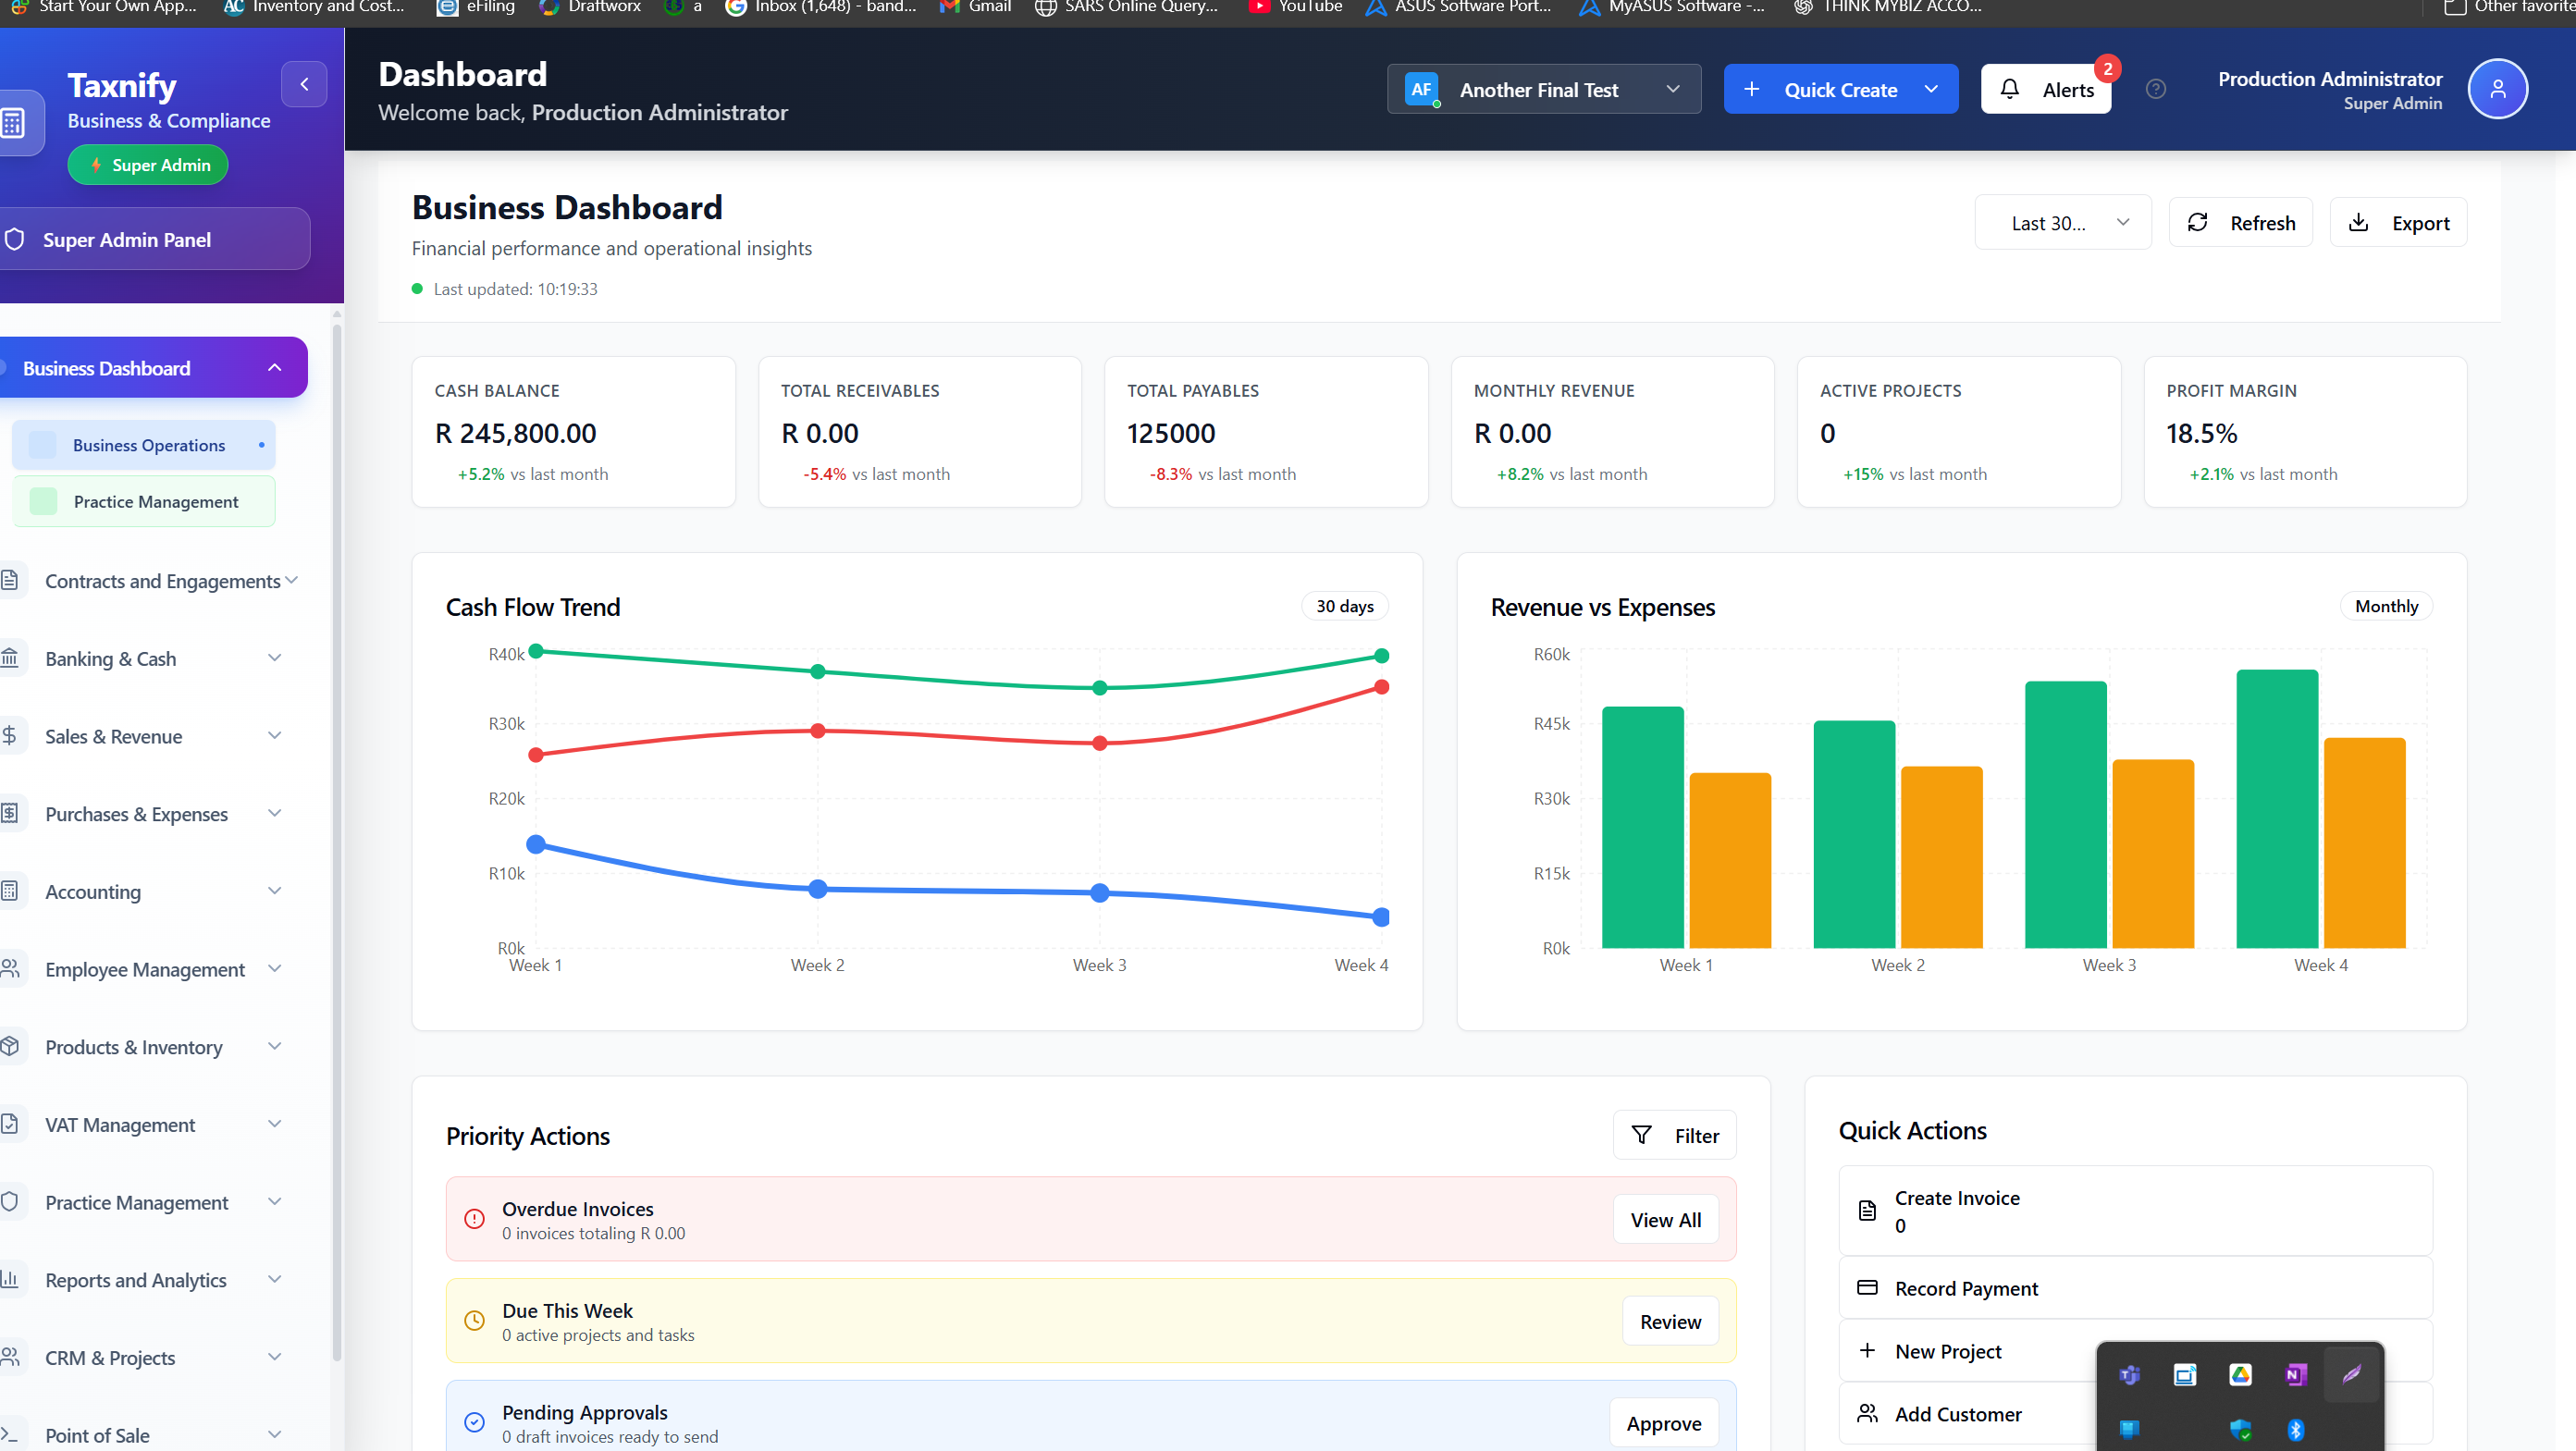 Start Your Own App...
AC Inventory and Cost...
eFiling
Draftworx
a
Inbox (1,648) - band...
Gmail
SARS Online Query...
YouTube
ASUS Software Port...
MyASUS Software -...
THINK MYBIZ ACCO...
Other favorite
Taxnify
Business & Compliance
Super Admin
Super Admin Panel
Dashboard
Welcome back, Production Administrator
AF Another Final Test
Quick Create
Alerts
2
Production Administrator
Super Admin
Business Dashboard
Business Operations
Practice Management
Contracts and Engagements
Banking & Cash
Sales & Revenue
Purchases & Expenses
Accounting
Employee Management
Products & Inventory
VAT Management
Practice Management
Reports and Analytics
CRM & Projects
Point of Sale
Business Dashboard
Financial performance and operational insights
Last updated: 10:19:33
Last 30...
Refresh
Export
CASH BALANCE
R 245,800.00
+5.2% vs last month
TOTAL RECEIVABLES
R 0.00
-5.4% vs last month
TOTAL PAYABLES
125000
-8.3% vs last month
MONTHLY REVENUE
R 0.00
+8.2% vs last month
ACTIVE PROJECTS
0
+15% vs last month
PROFIT MARGIN
18.5%
+2.1% vs last month
Cash Flow Trend
30 days
R40k
R30k
R20k
R10k
R0k
Week 1
Week 2
Week 3
Week 4
Revenue vs Expenses
Monthly
R60k
R45k
R30k
R15k
R0k
Week 1
Week 2
Week 3
Week 4
Priority Actions
Filter
Overdue Invoices
0 invoices totaling R 0.00
View All
Due This Week
0 active projects and tasks
Review
Pending Approvals
0 draft invoices ready to send
Approve
Quick Actions
Create Invoice
0
Record Payment
New Project
Add Customer